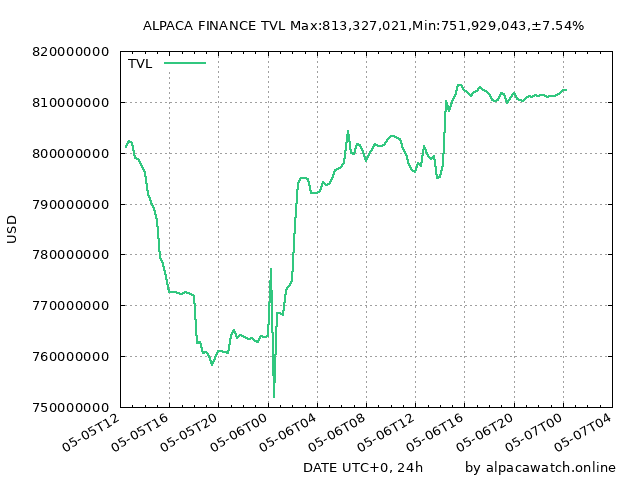 ALPACA FINANCE TVL Max:813,327,021,Min:751,929,043,±7.54%
820000000
TVL
810000000
800000000
790000000
USD
780000000
770000000
760000000
750000000
05-05T12 05-05T16 05-05T20 05-06T00 05-06T04 05-06T08 05-06T12 05-06T16 05-06T20 05-07T00 05-07T04
DATE UTC+0, 24h by alpacawatch.online